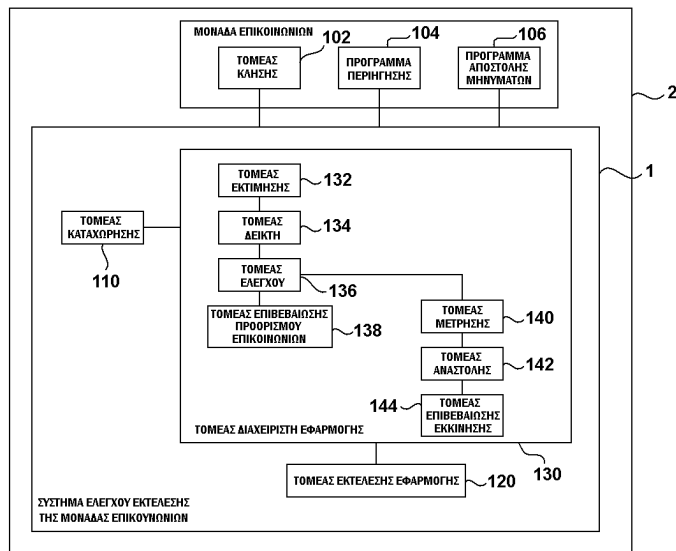 ΜΟΝΑΔΑ ΕΠΙΚΟΙΝΩΝΙΩΝ
102
104
106
ΤΟΜΕΑΣ
ΚΛΗΣΗΣ
ΠΡΟΓΡΑΜΜΑ
ΠΕΡΙΗΓΗΣΗΣ
ΠΡΟΓΡΑΜΜΑ
ΑΠΟΣΤΟΛΗΣ
ΜΗΝΥΜΑΤΩΝ
2
1
ΤΟΜΕΑΣ
ΕΚΤΙΜΗΣΗΣ
132
ΤΟΜΕΑΣ
ΚΑΤΑΧΩΡΗΣΗΣ
110
ΤΟΜΕΑΣ
ΔΕΙΚΤΗ
134
ΤΟΜΕΑΣ
ΕΛΕΓΧΟΥ
136
ΤΟΜΕΑΣ ΕΠΙΒΕΒΑΙΩΣΗΣ
ΠΡΟΟΡΙΣΜΟΥ
ΕΠΙΚΟΙΝΩΝΙΩΝ
138
ΤΟΜΕΑΣ
ΜΕΤΡΗΣΗΣ
140
ΤΟΜΕΑΣ
ΑΝΑΣΤΟΛΗΣ
142
144
ΤΟΜΕΑΣ
ΕΠΙΒΕΒΑΙΩΣΗΣ
ΕΚΚΙΝΗΣΗΣ
ΤΟΜΕΑΣ ΔΙΑΧΕΙΡΙΣΤΗ ΕΦΑΡΜΟΓΗΣ
130
ΤΟΜΕΑΣ ΕΚΤΕΛΕΣΗΣ ΕΦΑΡΜΟΓΗΣ
120
ΣΥΣΤΗΜΑ ΕΛΕΓΧΟΥ ΕΚΤΕΛΕΣΗΣ
ΤΗΣ ΜΟΝΑΔΑΣ ΕΠΙΚΟΥΝΩΝΙΩΝ